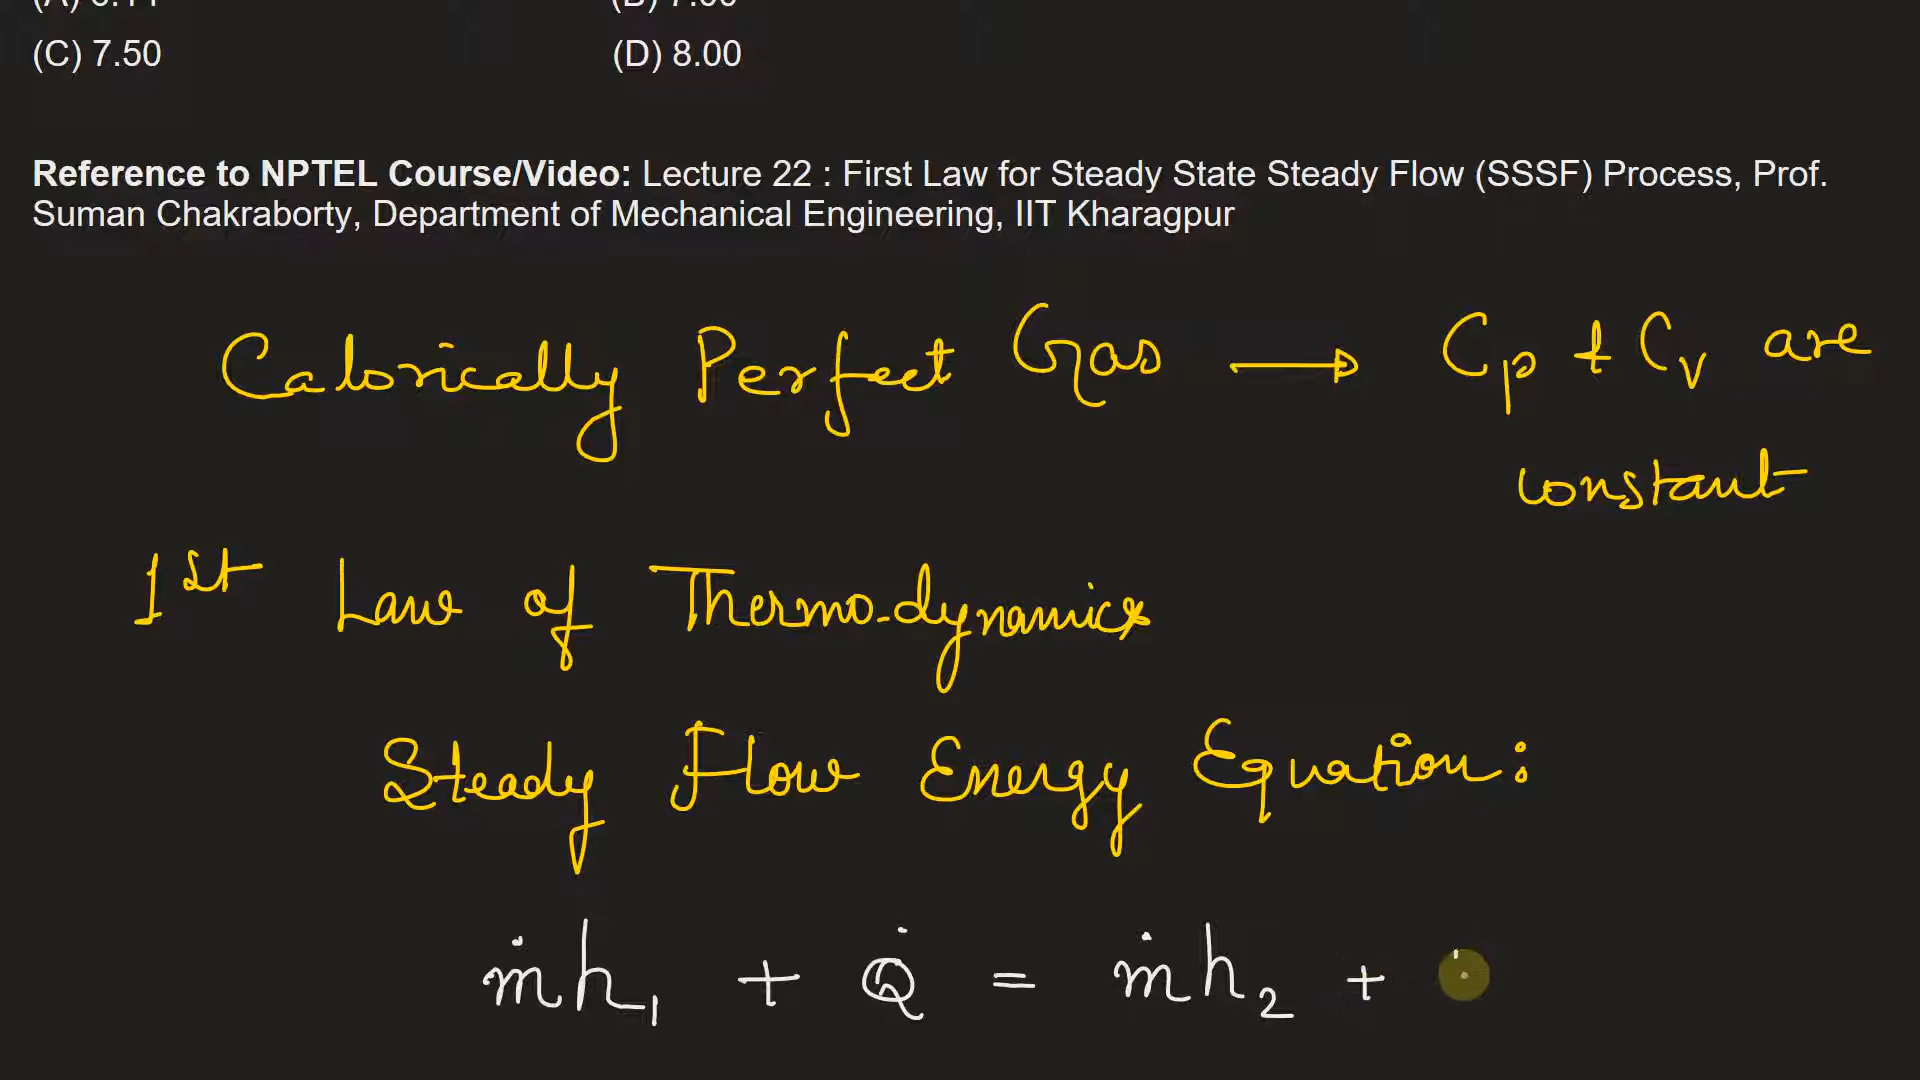 (C) 7.50 (D) 8.00
Reference to NPTEL Course/Video: Lecture 22 : First Law for Steady State Steady Flow (SSSF) Process, Prof.
Suman Chakraborty, Department of Mechanical Engineering, IIT Kharagpur
Calorically Perfect Gas → Cp & Cv are
constant
1st Law of Thermo-dynamics
Steady Flow Energy Equation:
ṁh₁ + Q̇ = ṁh₂ +